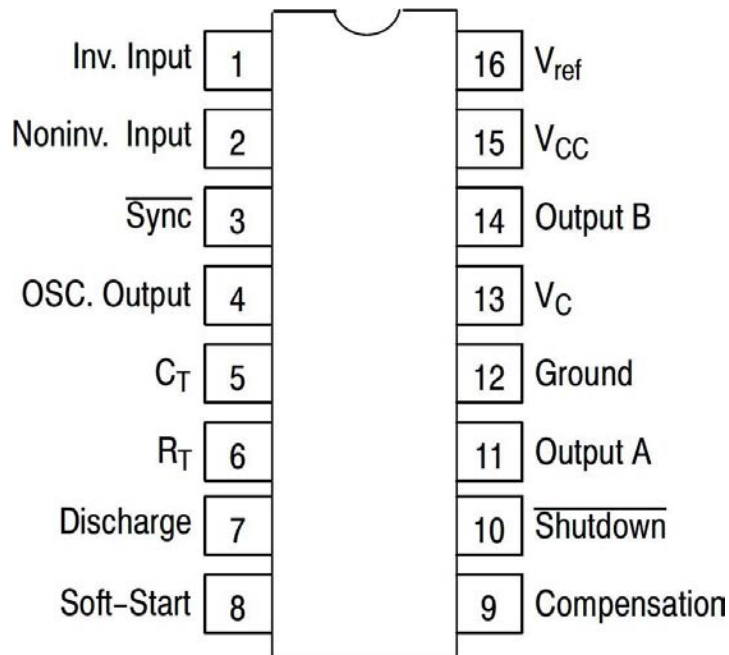 Inv. Input 1 16 Vref
Noninv. Input 2 15 VCC
Sync 3 14 Output B
OSC. Output 4 13 VC
CT 5 12 Ground
RT 6 11 Output A
Discharge 7 10 Shutdown
Soft-Start 8 9 Compensation